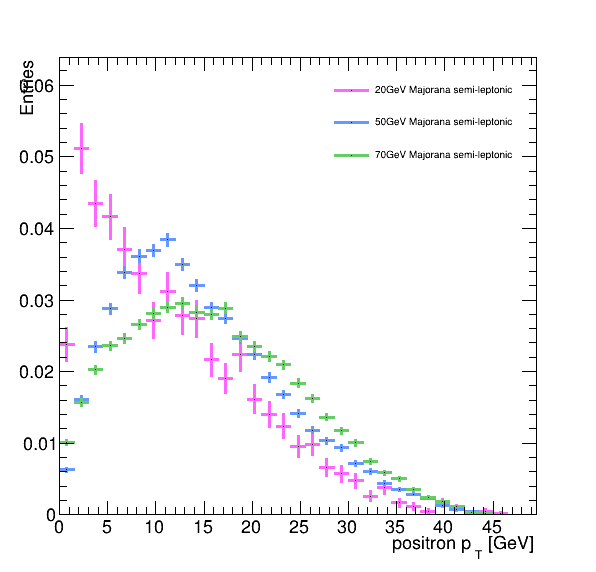 Entries
0.06
0.05
0.04
0.03
0.02
0.01
0
20GeV Majorana semi-leptonic
50GeV Majorana semi-leptonic
70GeV Majorana semi-leptonic
0 5 10 15 20 25 30 35 40 45
positron p_T [GeV]